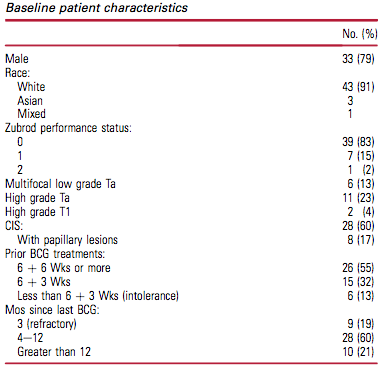 Baseline patient characteristics
No. (%)
Male 33 (79)
Race:
White 43 (91)
Asian 3
Mixed 1
Zubrod performance status:
0 39 (83)
1 7 (15)
2 1 (2)
Multifocal low grade Ta 6 (13)
High grade Ta 11 (23)
High grade T1 2 (4)
CIS: 28 (60)
With papillary lesions 8 (17)
Prior BCG treatments:
6 + 6 Wks or more 26 (55)
6 + 3 Wks 15 (32)
Less than 6 + 3 Wks (intolerance) 6 (13)
Mos since last BCG:
3 (refractory) 9 (19)
4—12 28 (60)
Greater than 12 10 (21)